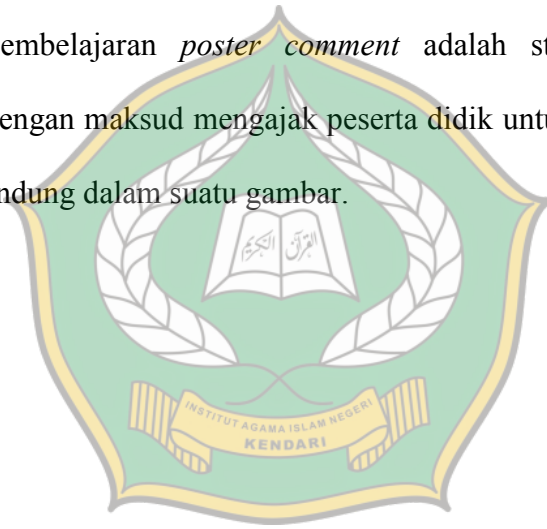 embelajaran poster comment adalah st
engan maksud mengajak peserta didik untu
ndung dalam suatu gambar.
القرآن الكريم
INSTITUT AGAMA ISLAM NEGERI
KENDARI